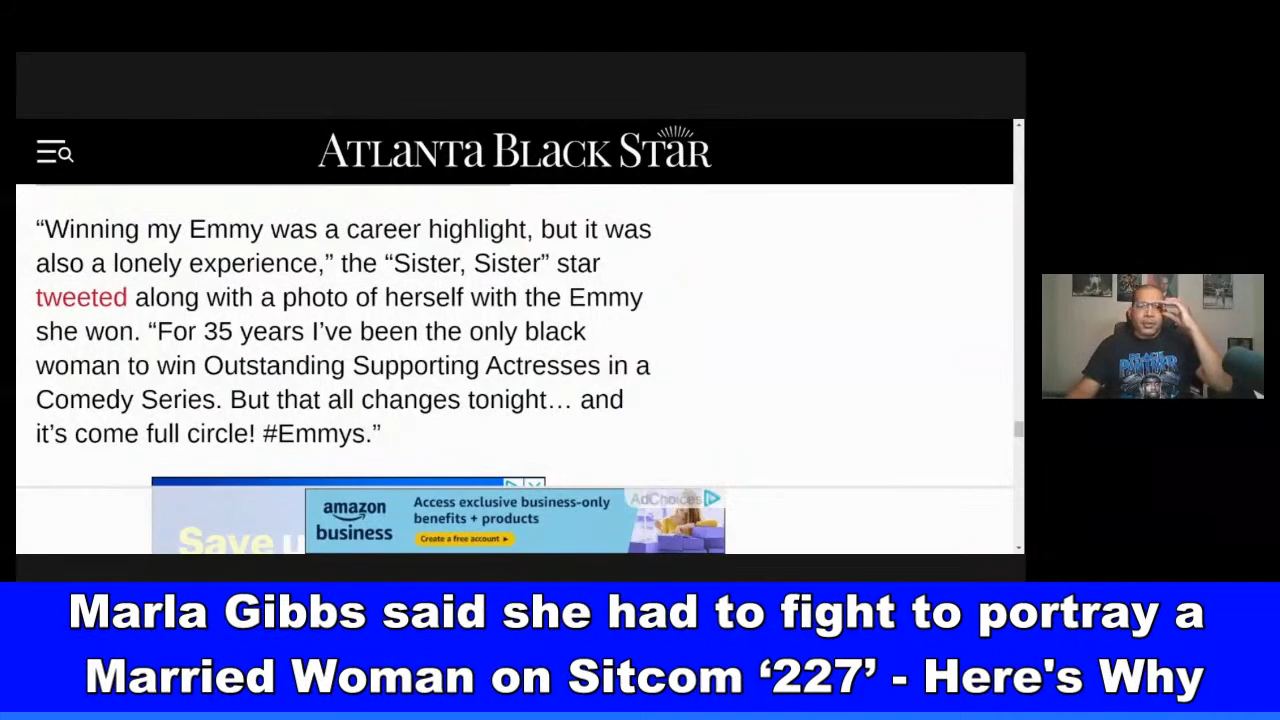 ATLANTA BLACK STAR
“Winning my Emmy was a career highlight, but it was
also a lonely experience,” the “Sister, Sister” star
tweeted along with a photo of herself with the Emmy
she won. “For 35 years I’ve been the only black
woman to win Outstanding Supporting Actresses in a
Comedy Series. But that all changes tonight… and
it’s come full circle! #Emmys.”
Save
amazon
business
Access exclusive business-only
benefits + products
Create a free account ►
AdChoices
BLACK
PANTHER
Marla Gibbs said she had to fight to portray a
Married Woman on Sitcom ‘227’ - Here's Why